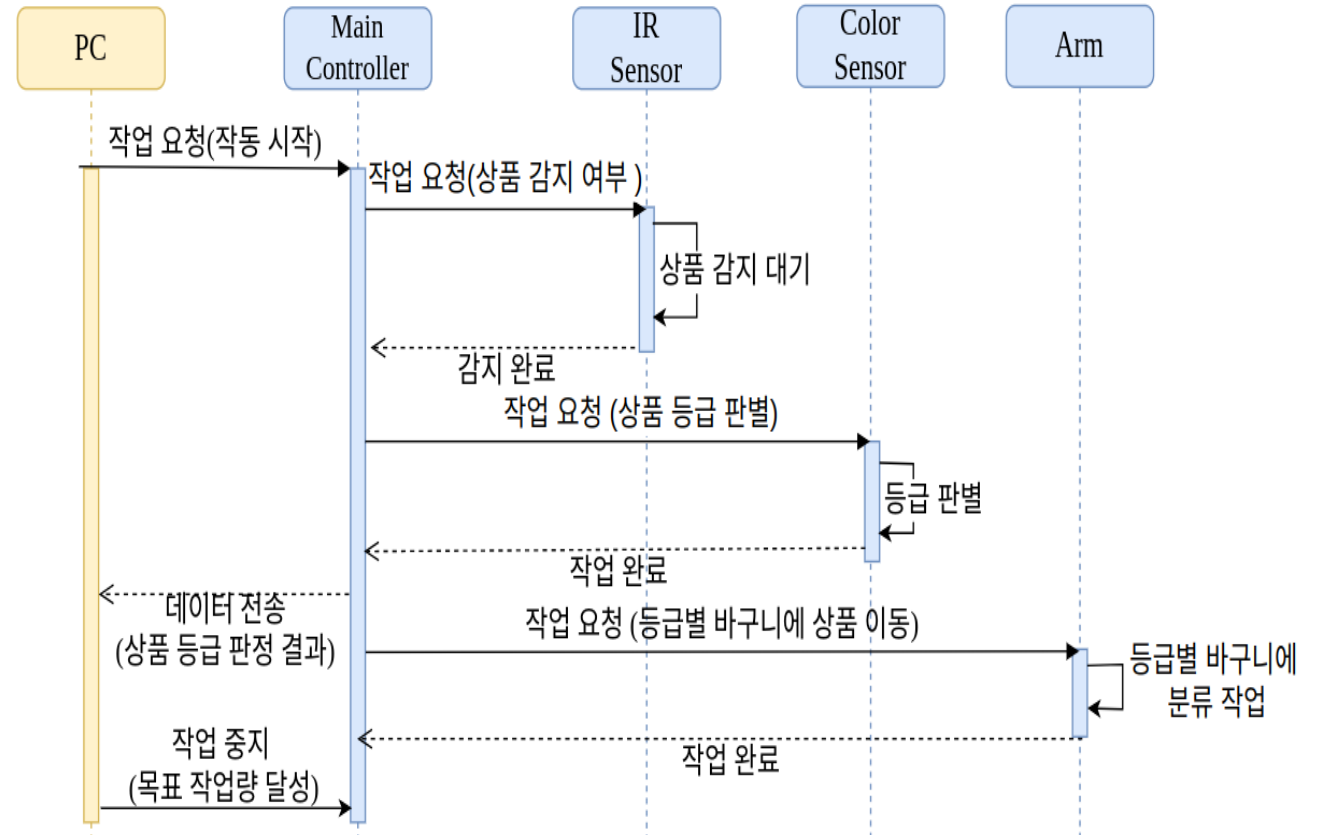 PC
Main
Controller
IR
Sensor
Color
Sensor
Arm
작업 요청(작동 시작)
작업 요청(상품 감지 여부 )
상품 감지 대기
감지 완료
작업 요청 (상품 등급 판별)
등급 판별
작업 완료
데이터 전송
(상품 등급 판정 결과)
작업 요청 (등급별 바구니에 상품 이동)
등급별 바구니에
분류 작업
작업 완료
작업 중지
(목표 작업량 달성)